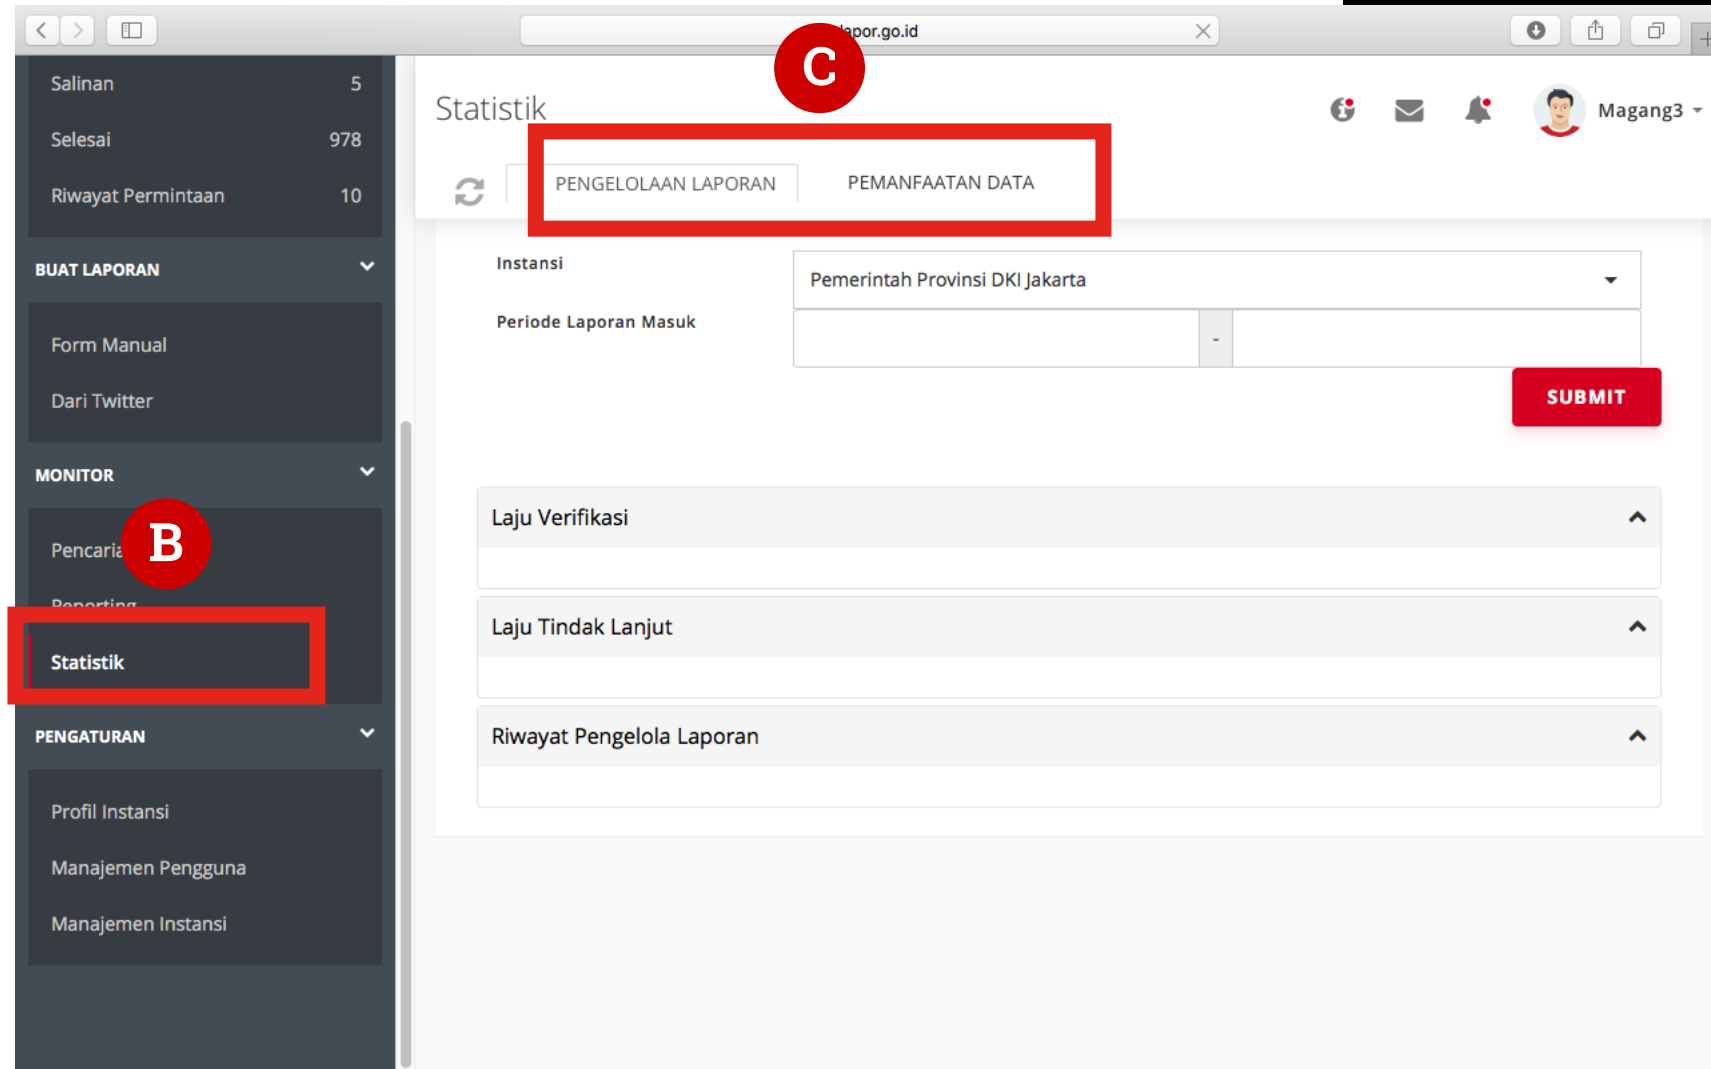 lapor.go.id
C
Salinan 5
Selesai 978
Riwayat Permintaan 10
BUAT LAPORAN
Form Manual
Dari Twitter
MONITOR
B
Reporting
Statistik
PENGATURAN
Profil Instansi
Manajemen Pengguna
Manajemen Instansi
Statistik
Magang3
PENGELOLAAN LAPORAN
PEMANFAATAN DATA
Instansi
Pemerintah Provinsi DKI Jakarta
Periode Laporan Masuk
-
SUBMIT
Laju Verifikasi
Laju Tindak Lanjut
Riwayat Pengelola Laporan